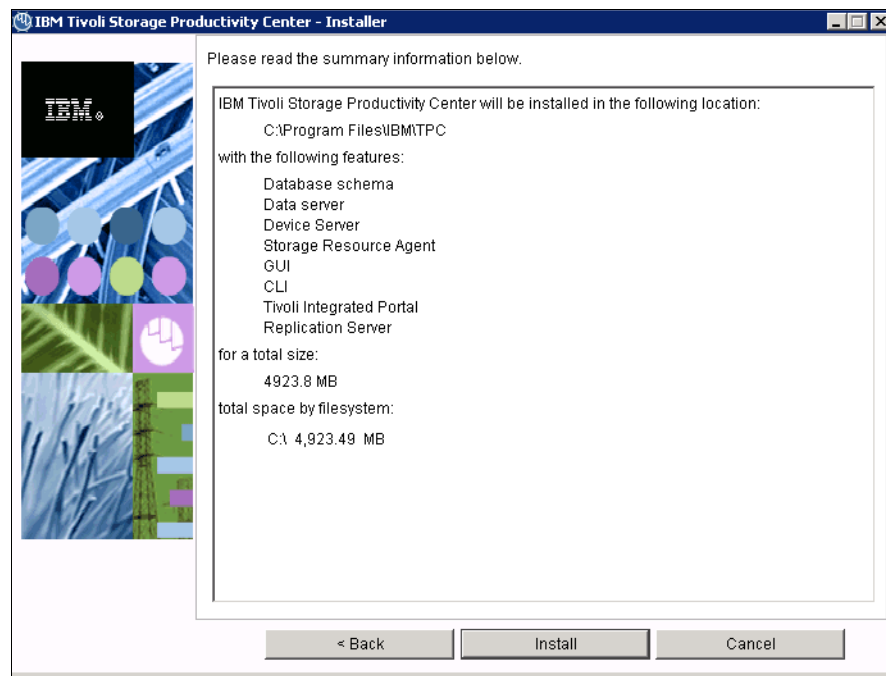 IBM Tivoli Storage Productivity Center - Installer
Please read the summary information below.
IBM®
IBM Tivoli Storage Productivity Center will be installed in the following location:
C:\Program Files\IBM\TPC
with the following features:
Database schema
Data server
Device Server
Storage Resource Agent
GUI
CLI
Tivoli Integrated Portal
Replication Server
for a total size:
4923.8 MB
total space by filesystem:
C:\ 4,923.49 MB
< Back
Install
Cancel